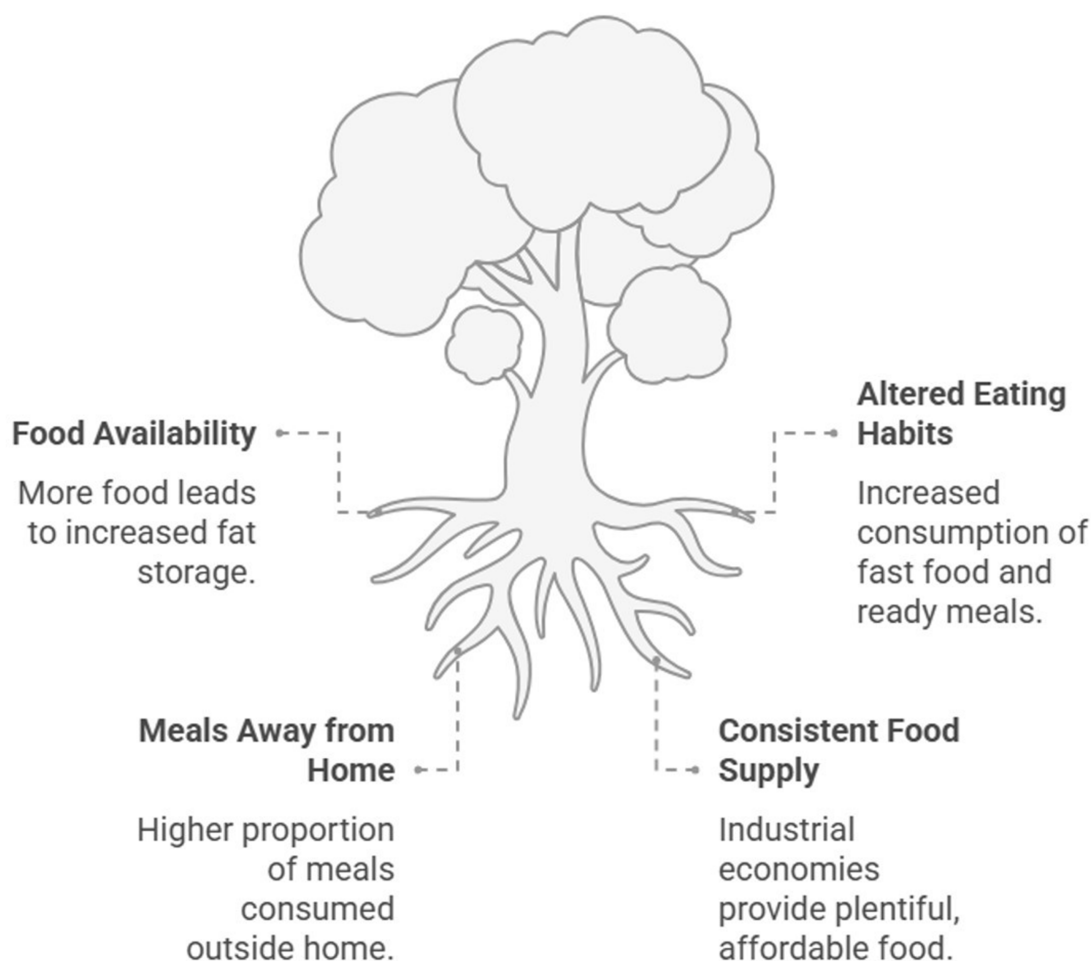 Food Availability
More food leads
to increased fat
storage.
Altered Eating
Habits
Increased
consumption of
fast food and
ready meals.
Meals Away from
Home
Higher proportion
of meals
consumed
outside home.
Consistent Food
Supply
Industrial
economies
provide plentiful,
affordable food.